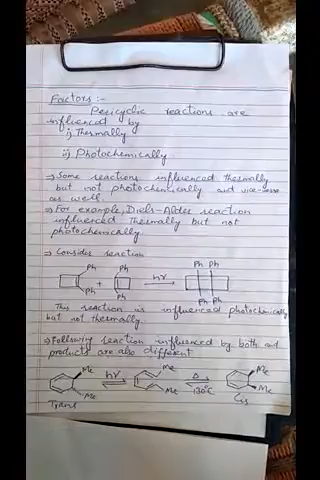 Factors :-
Pericyclic reactions are
influenced by
i) Thermally
ii) Photochemically
⇒ Some reactions influenced thermally
but not photochemically and vice-versa
as well.
⇒ For example, Diels-Alder reaction
influenced thermally but not
photochemically.
⇒ Consider reaction
Ph Ph Ph Ph
+ hν
Ph Ph Ph Ph
This reaction is influenced photochemically
but not thermally.
⇒ Following reaction influenced by both and
products are also different
Me hν Me Δ Me
Me Me 130°C Me
Trans Cis